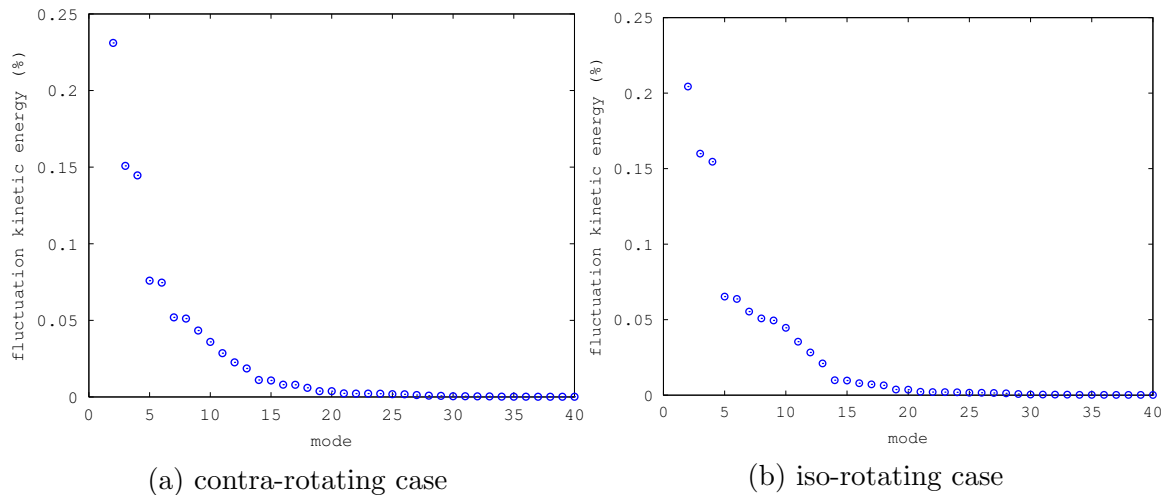 0.25
0.2
0.15
0.1
0.05
0
fluctuation kinetic energy (%)
0 5 10 15 20 25 30 35 40
mode
(a) contra-rotating case
0.25
0.2
0.15
0.1
0.05
0
fluctuation kinetic energy (%)
0 5 10 15 20 25 30 35 40
mode
(b) iso-rotating case